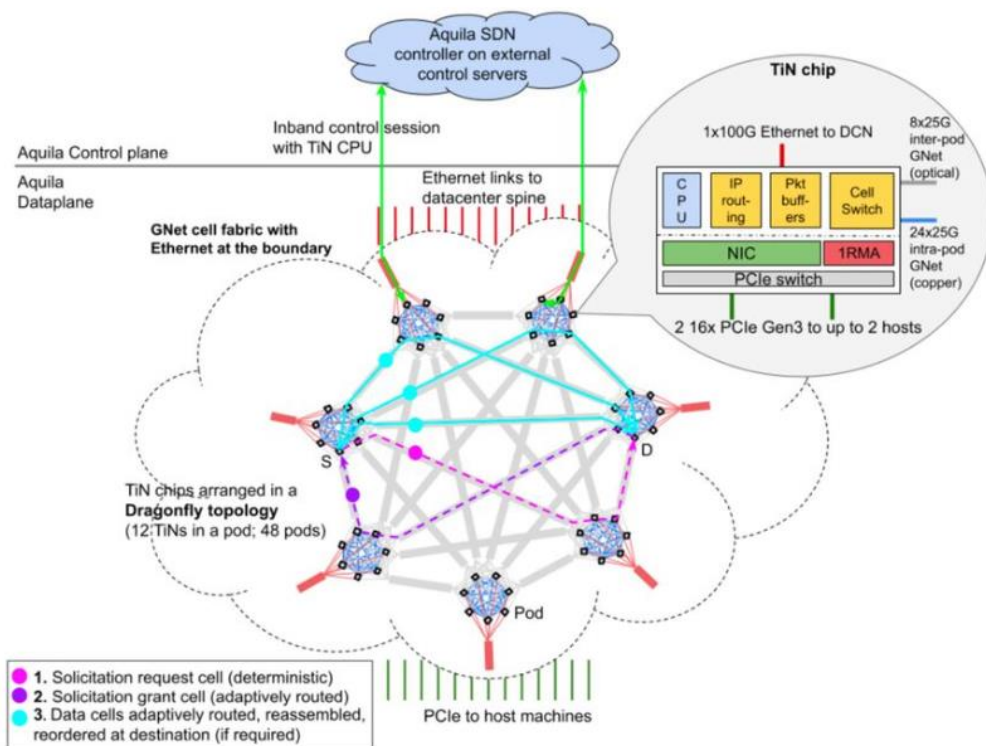 Aquila SDN
controller on external
control servers
TiN chip
1x100G Ethernet to DCN
8x25G
inter-pod
GNet
(optical)
C
P
U
IP
rout-
ing
Pkt
buff-
ers
Cell
Switch
NIC
1RMA
PCIe switch
24x25G
intra-pod
GNet
(copper)
2 16x PCIe Gen3 to up to 2 hosts
Inband control session
with TiN CPU
Aquila Control plane
Aquila
Dataplane
Ethernet links to
datacenter spine
GNet cell fabric with
Ethernet at the boundary
S
D
TiN chips arranged in a
Dragonfly topology
(12 TiNs in a pod; 48 pods)
Pod
1. Solicitation request cell (deterministic)
2. Solicitation grant cell (adaptively routed)
3. Data cells adaptively routed, reassembled,
reordered at destination (if required)
PCIe to host machines